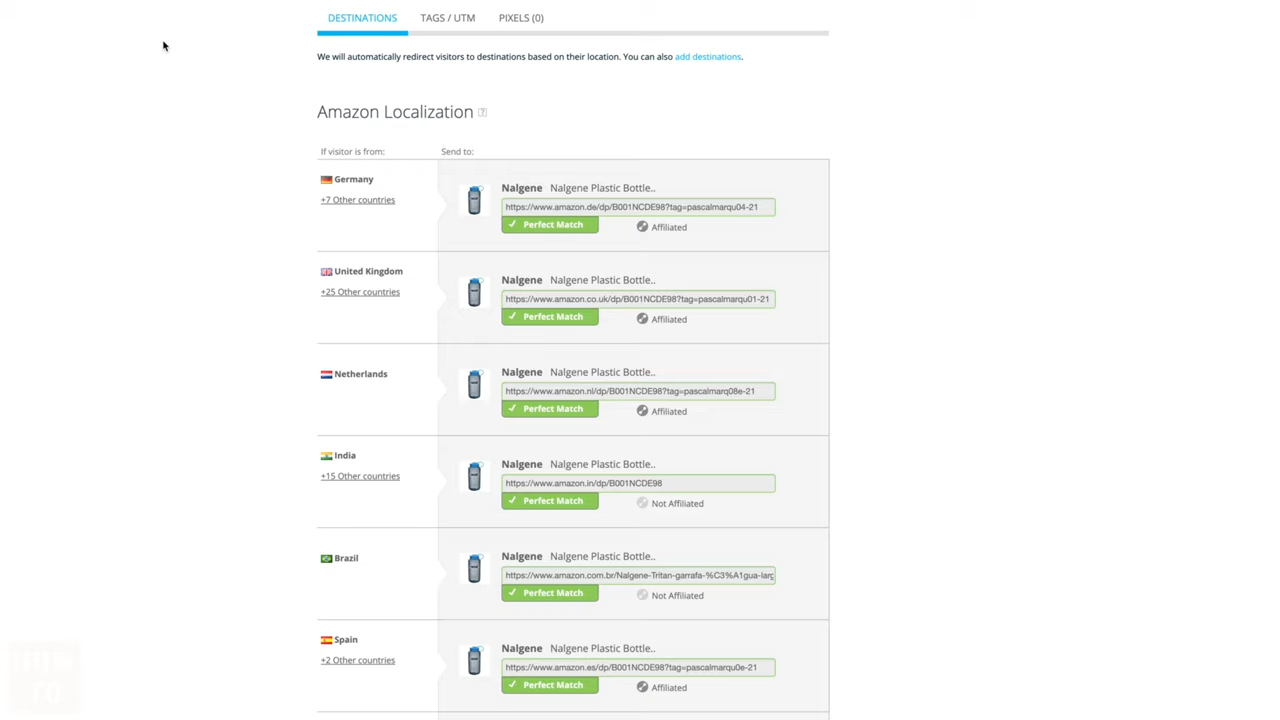 DESTINATIONS TAGS / UTM PIXELS (0)
We will automatically redirect visitors to destinations based on their location. You can also add destinations.
Amazon Localization ?
If visitor is from: Send to:
Germany
+7 Other countries
Nalgene Nalgene Plastic Bottle..
https://www.amazon.de/dp/B001NCDE98?tag=pascalmarqu04-21
✓ Perfect Match Affiliated
United Kingdom
+25 Other countries
Nalgene Nalgene Plastic Bottle..
https://www.amazon.co.uk/dp/B001NCDE98?tag=pascalmarqu01-21
✓ Perfect Match Affiliated
Netherlands
Nalgene Nalgene Plastic Bottle..
https://www.amazon.nl/dp/B001NCDE98?tag=pascalmarq08e-21
✓ Perfect Match Affiliated
India
+15 Other countries
Nalgene Nalgene Plastic Bottle..
https://www.amazon.in/dp/B001NCDE98
✓ Perfect Match Not Affiliated
Brazil
Nalgene Nalgene Plastic Bottle..
https://www.amazon.com.br/Nalgene-Tritan-garrafa-%C3%A1gua-larg
✓ Perfect Match Not Affiliated
Spain
+2 Other countries
Nalgene Nalgene Plastic Bottle..
https://www.amazon.es/dp/B001NCDE98?tag=pascalmarqu0e-21
✓ Perfect Match Affiliated